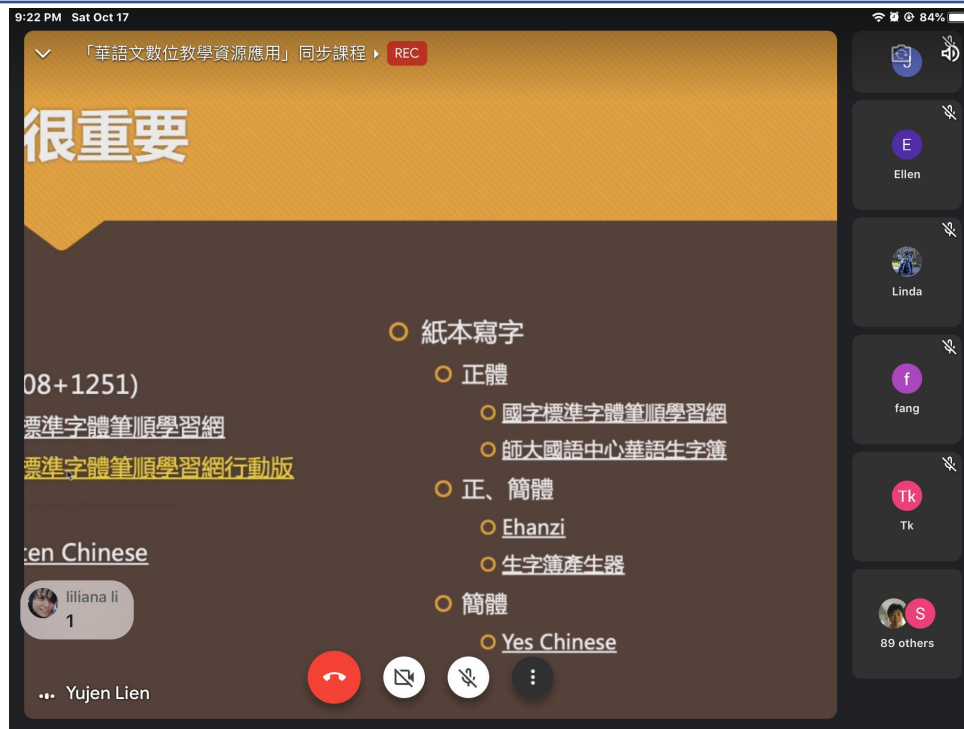 9:22 PM Sat Oct 17
84%
「華語文數位教學資源應用」同步課程
REC
很重要
08+1251)
標準字體筆順學習網
標準字體筆順學習網行動版
en Chinese
紙本寫字
正體
國字標準字體筆順學習網
師大國語中心華語生字簿
正、簡體
Ehanzi
生字簿產生器
簡體
Yes Chinese
liliana li
1
Yujen Lien
E
Ellen
Linda
f
fang
Tk
Tk
S
89 others